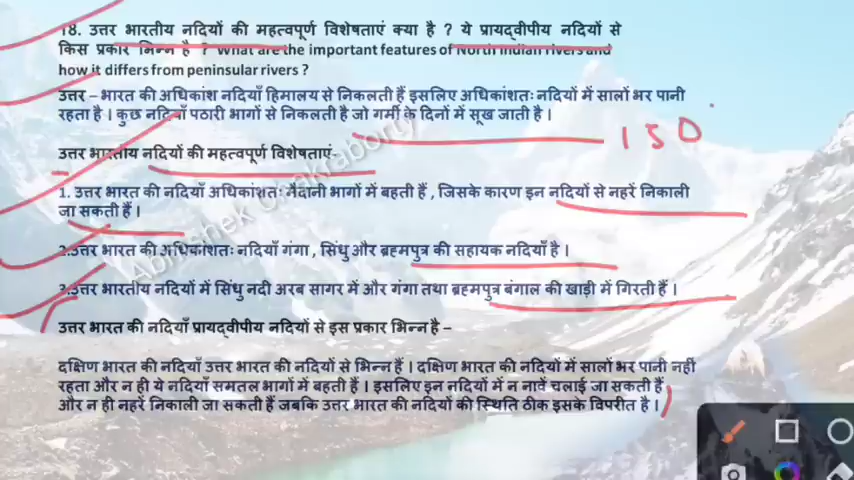 18. उत्तर भारतीय नदियों की महत्वपूर्ण विशेषताएं क्या है ? ये प्रायद्वीपीय नदियों से
किस प्रकार भिन्न है ? What are the important features of North Indian rivers and
how it differs from peninsular rivers ?
उत्तर – भारत की अधिकांश नदियाँ हिमालय से निकलती हैं इसलिए अधिकांशतः नदियों में सालों भर पानी
रहता है । कुछ नदियाँ पठारी भागों से निकलती है जो गर्मी के दिनों में सूख जाती है ।
150
उत्तर भारतीय नदियों की महत्वपूर्ण विशेषताएं-
1. उत्तर भारत की नदियाँ अधिकांशतः मैदानी भागों में बहती हैं , जिसके कारण इन नदियों से नहरें निकाली
जा सकती हैं ।
2.उत्तर भारत की अधिकांशतः नदियाँ गंगा , सिंधु और ब्रह्मपुत्र की सहायक नदियाँ है ।
3.उत्तर भारतीय नदियों में सिंधु नदी अरब सागर में और गंगा तथा ब्रह्मपुत्र बंगाल की खाड़ी में गिरती हैं ।
उत्तर भारत की नदियाँ प्रायद्वीपीय नदियों से इस प्रकार भिन्न है –
दक्षिण भारत की नदियाँ उत्तर भारत की नदियों से भिन्न हैं । दक्षिण भारत की नदियों में सालों भर पानी नहीं
रहता और न ही ये नदियाँ समतल भागों में बहती हैं । इसलिए इन नदियों में न नावें चलाई जा सकती हैं
और न ही नहरें निकाली जा सकती हैं जबकि उत्तर भारत की नदियों की स्थिति ठीक इसके विपरीत है ।
Abhishek Chakraborty